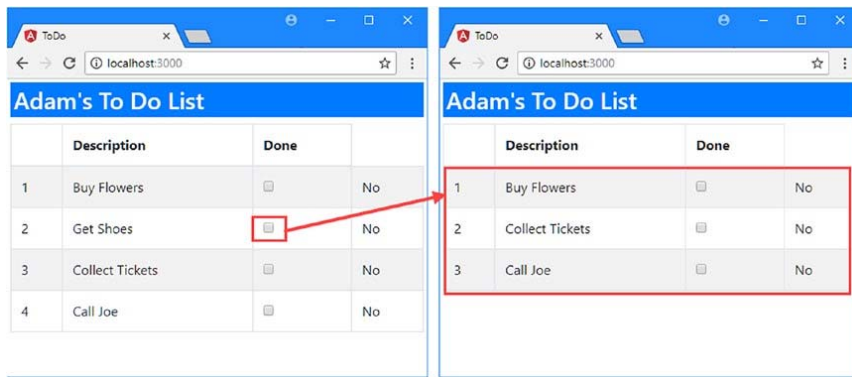 ToDo
localhost:3000
Adam's To Do List
Description Done
1 Buy Flowers No
2 Get Shoes No
3 Collect Tickets No
4 Call Joe No
ToDo
localhost:3000
Adam's To Do List
Description Done
1 Buy Flowers No
2 Collect Tickets No
3 Call Joe No